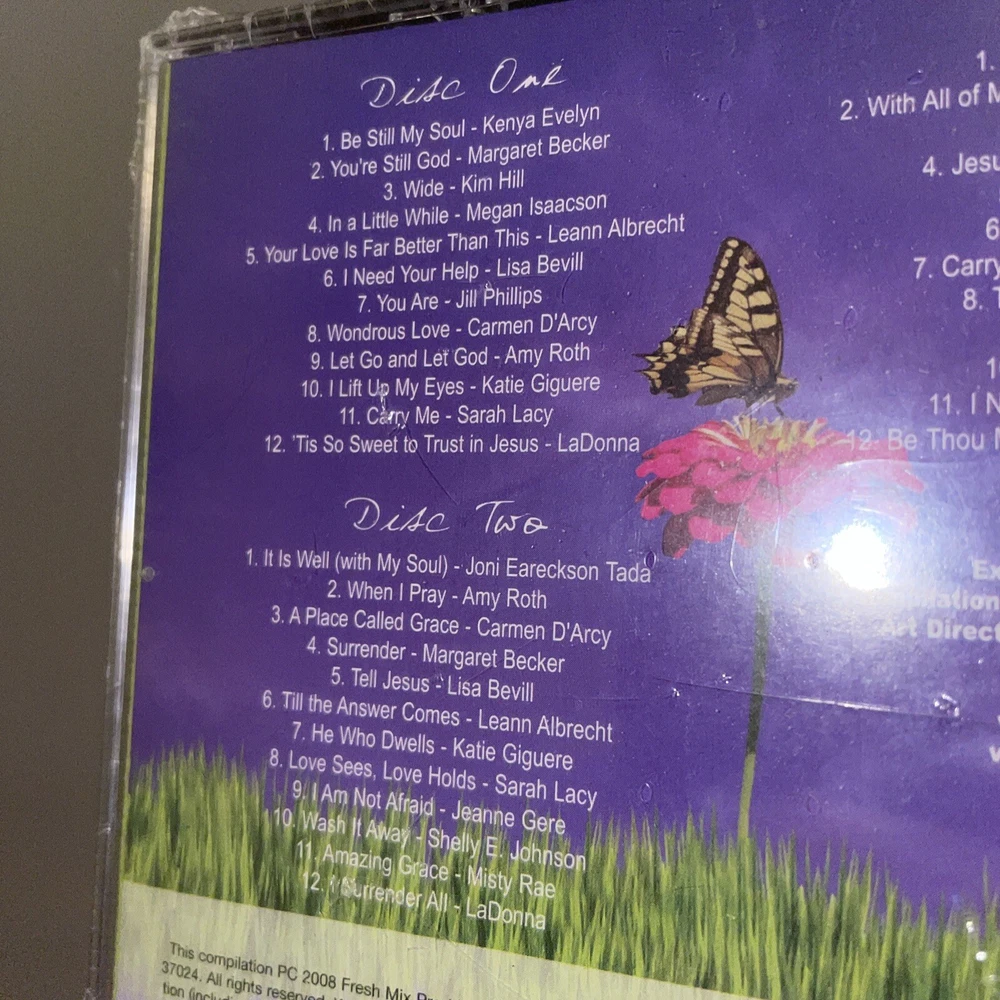 Disc One
1. Be Still My Soul - Kenya Evelyn
2. You're Still God - Margaret Becker
3. Wide - Kim Hill
4. In a Little While - Megan Isaacson
5. Your Love Is Far Better Than This - Leann Albrecht
6. I Need Your Help - Lisa Bevill
7. You Are - Jill Phillips
8. Wondrous Love - Carmen D'Arcy
9. Let Go and Let God - Amy Roth
10. I Lift Up My Eyes - Katie Giguere
11. Carry Me - Sarah Lacy
12. 'Tis So Sweet to Trust in Jesus - LaDonna
Disc Two
1. It Is Well (with My Soul) - Joni Eareckson Tada
2. When I Pray - Amy Roth
3. A Place Called Grace - Carmen D'Arcy
4. Surrender - Margaret Becker
5. Tell Jesus - Lisa Bevill
6. Till the Answer Comes - Leann Albrecht
7. He Who Dwells - Katie Giguere
8. Love Sees, Love Holds - Sarah Lacy
9. I Am Not Afraid - Jeanne Gere
10. Wash It Away - Shelly E. Johnson
11. Amazing Grace - Misty Rae
12. I Surrender All - LaDonna
1.
2. With All of M
4. Jesu
6
7. Carry
8. T
11. I N
12. Be Thou
Art Direc
This compilation PC 2008 Fresh Mix
37024. All rights reserved.